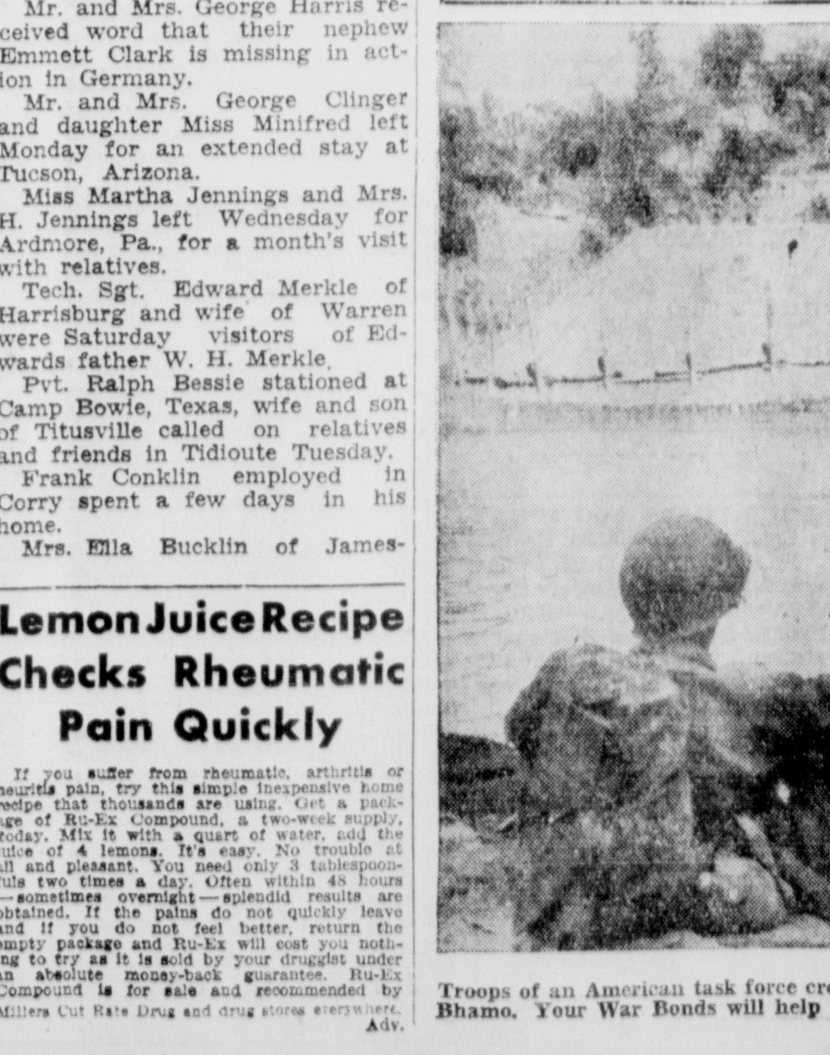 Mr. and Mrs. George Harris re-
ceived word that their nephew
Emmett Clark is missing in act-
ion in Germany.
Mr. and Mrs. George Clinger
and daughter Miss Minifred left
Monday for an extended stay at
Tucson, Arizona.
Miss Martha Jennings and Mrs.
H. Jennings left Wednesday for
Ardmore, Pa., for a month's visit
with relatives.
Tech. Sgt. Edward Merkle of
Harrisburg and wife of Warren
were Saturday visitors of Ed-
wards father W. H. Merkle.
Pvt. Ralph Bessie stationed at
Camp Bowie, Texas, wife and son
of Titusville called on relatives
and friends in Tidioute Tuesday.
Frank Conklin employed in
Corry spent a few days in his
home.
Mrs. Ella Bucklin of James-
Lemon Juice Recipe
Checks Rheumatic
Pain Quickly
If you suffer from rheumatic, arthritis or
neuritis pain, try this simple inexpensive home
recipe that thousands are using. Get a pack-
age of Ru-Ex Compound, a two-week supply,
today. Mix it with a quart of water, add the
juice of 4 lemons. It's easy. No trouble at
all and pleasant. You need only 3 tablespoon-
fuls two times a day. Often within 48 hours
—sometimes overnight—splendid results are
obtained. If the pains do not quickly leave
and if you do not feel better, return the
empty package and Ru-Ex will cost you noth-
ing to try as it is sold by your druggist under
an absolute money-back guarantee. Ru-Ex
Compound is for sale and recommended by
Millers Cut Rate Drug and drug stores everywhere.
Adv.
Troops of an American task force cr
Bhamo. Your War Bonds will help